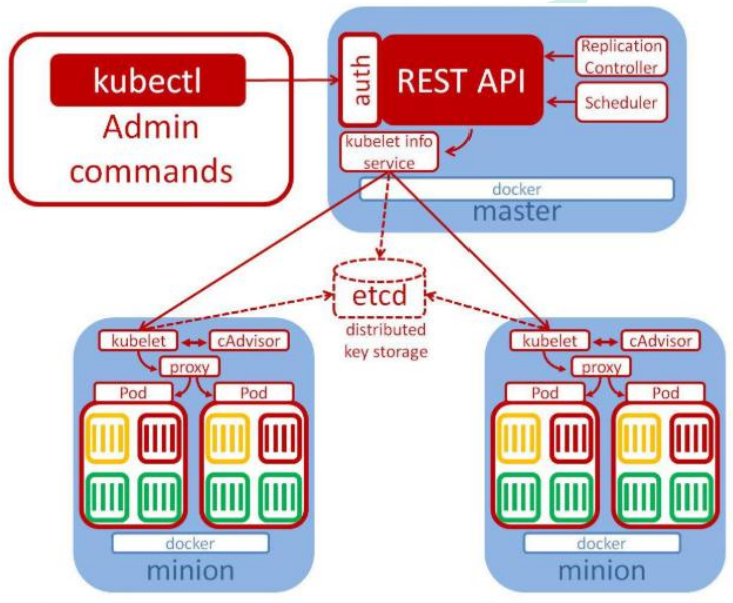 kubectl
Admin
commands
auth
REST API
Replication
Controller
Scheduler
kubelet info
service
docker
master
etcd
distributed
key storage
kubelet
cAdvisor
proxy
Pod
Pod
docker
minion
kubelet
cAdvisor
proxy
Pod
Pod
docker
minion